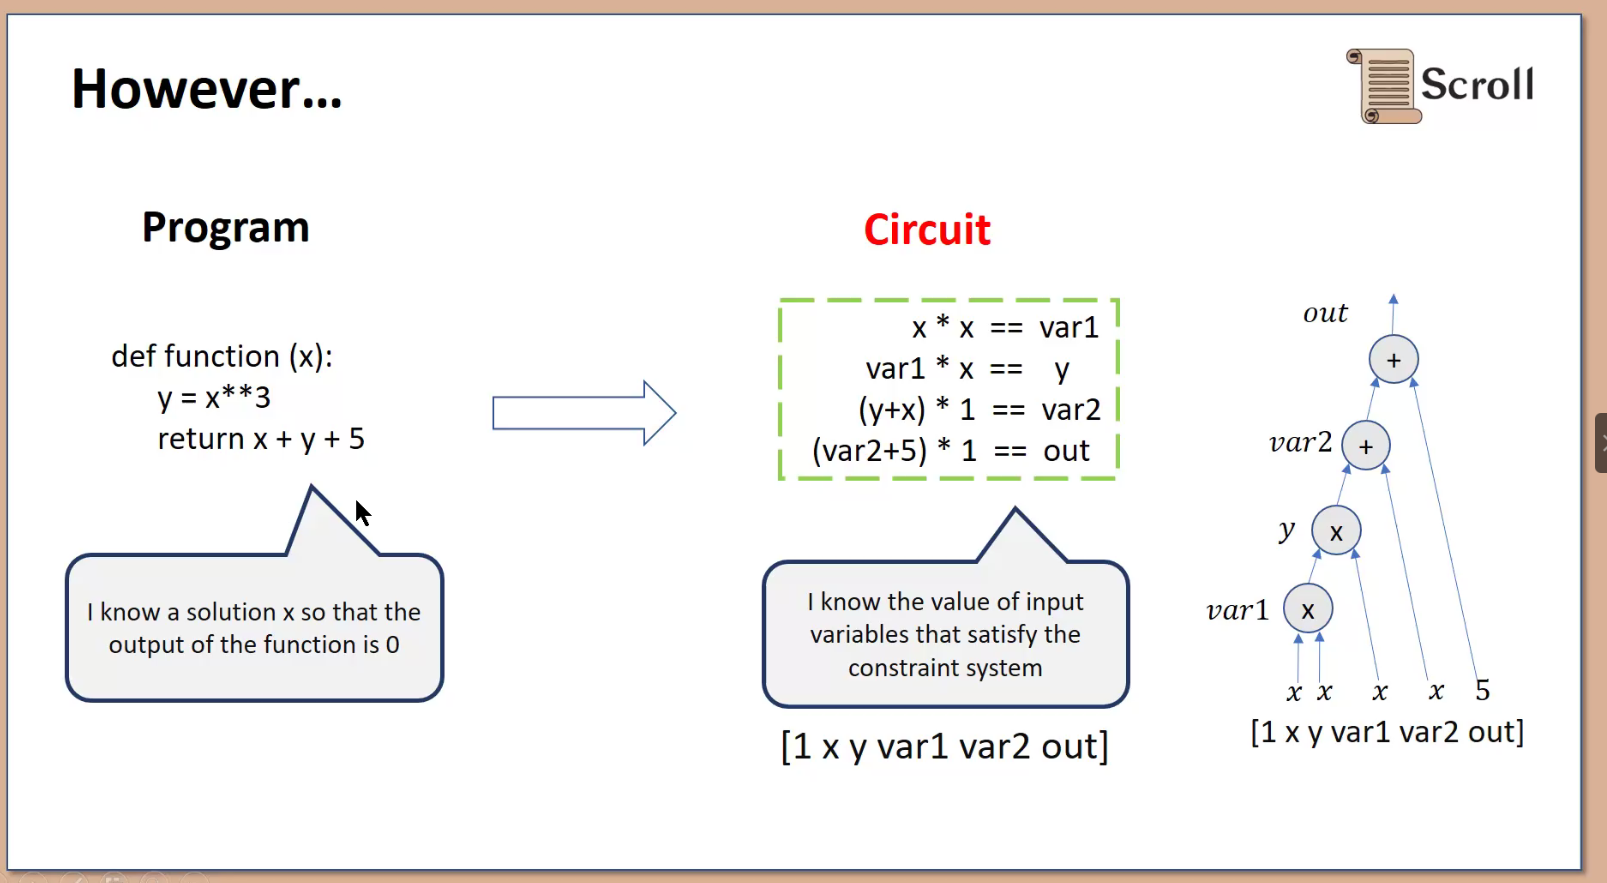 However...
Scroll
Program
def function (x):
y = x**3
return x + y + 5
I know a solution x so that the
output of the function is 0
Circuit
x * x == var1
var1 * x == y
(y+x) * 1 == var2
(var2+5) * 1 == out
I know the value of input
variables that satisfy the
constraint system
[1 x y var1 var2 out]
out
+
var2
+
y
x
var1
x
x x x x 5
[1 x y var1 var2 out]